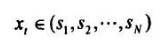 x_t ∈ (s_1, s_2, ⋯, s_N)